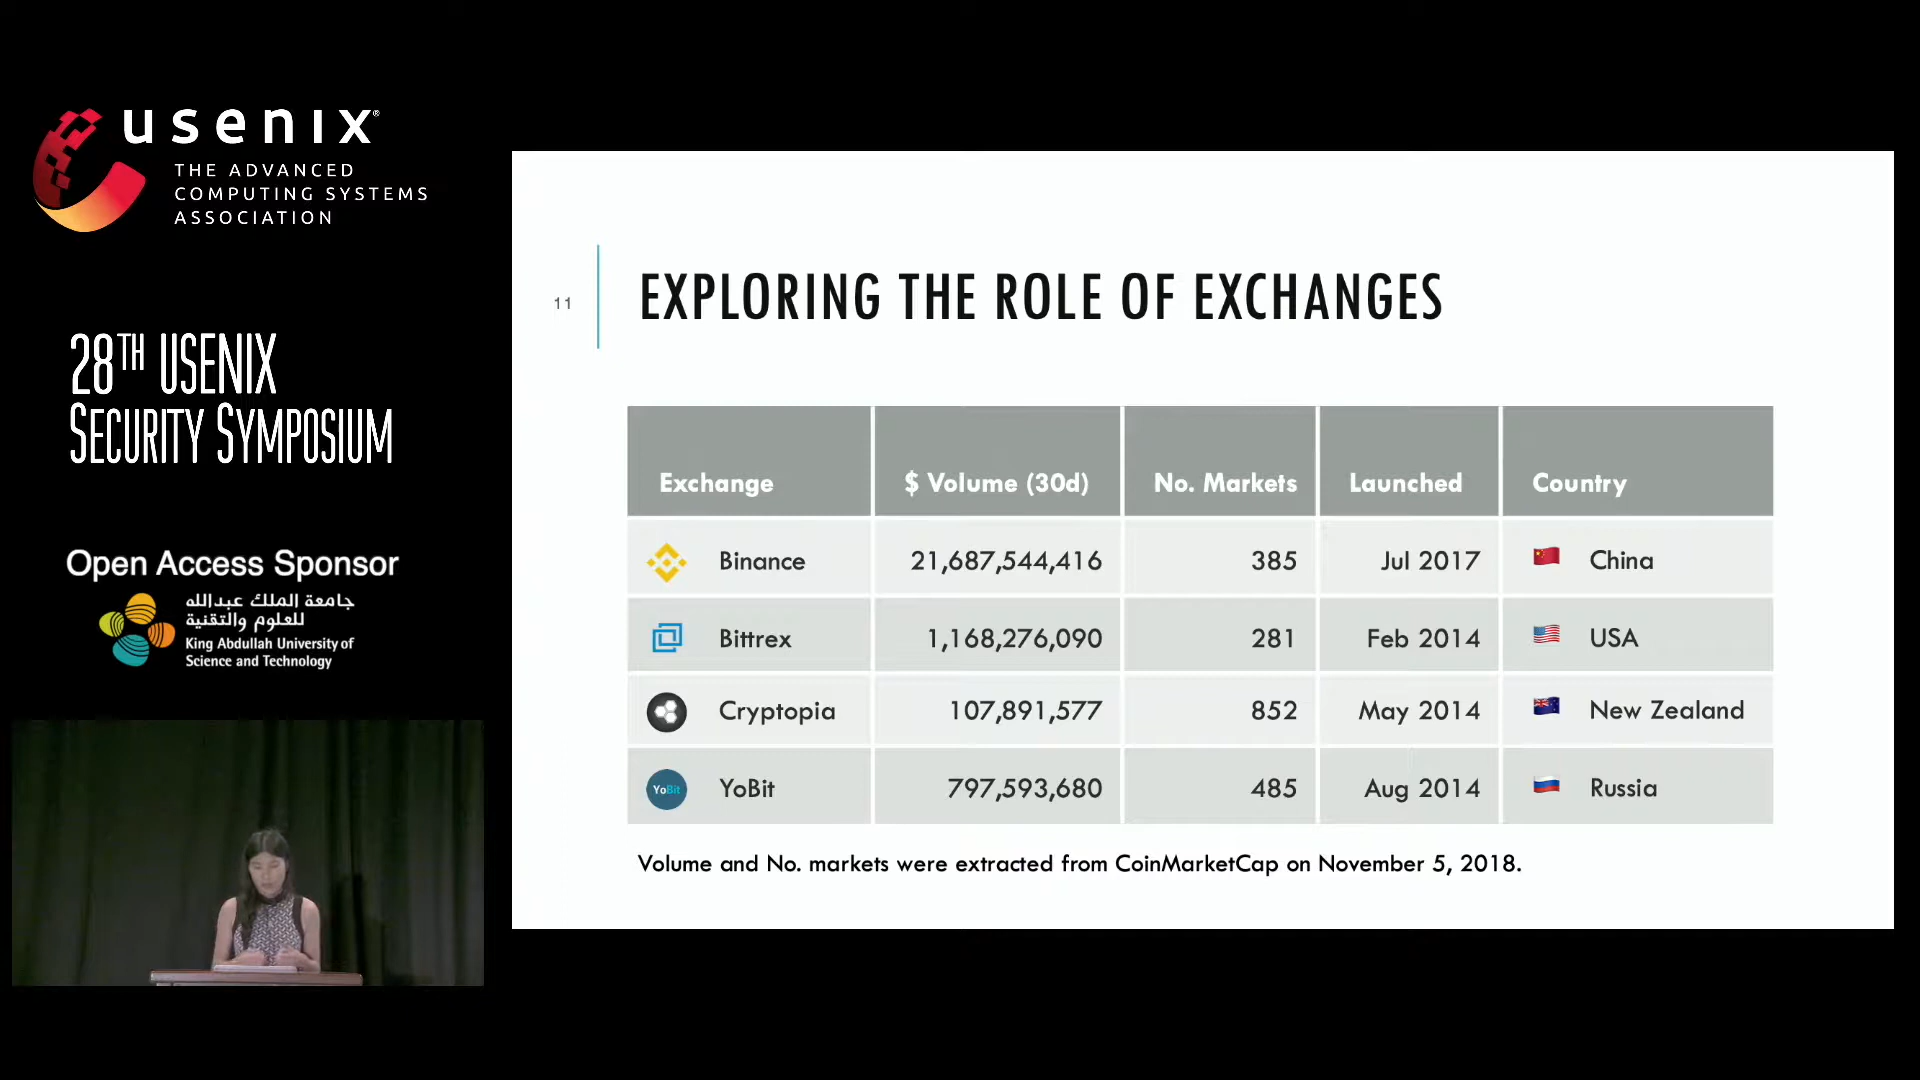 usenix®
THE ADVANCED
COMPUTING SYSTEMS
ASSOCIATION
28TH USENIX
SECURITY SYMPOSIUM
Open Access Sponsor
جامعة الملك عبدالله
للعلوم والتقنية
King Abdullah University of
Science and Technology
11
EXPLORING THE ROLE OF EXCHANGES
Exchange $ Volume (30d) No. Markets Launched Country
Binance 21,687,544,416 385 Jul 2017 China
Bittrex 1,168,276,090 281 Feb 2014 USA
Cryptopia 107,891,577 852 May 2014 New Zealand
YoBit YoBit 797,593,680 485 Aug 2014 Russia
Volume and No. markets were extracted from CoinMarketCap on November 5, 2018.